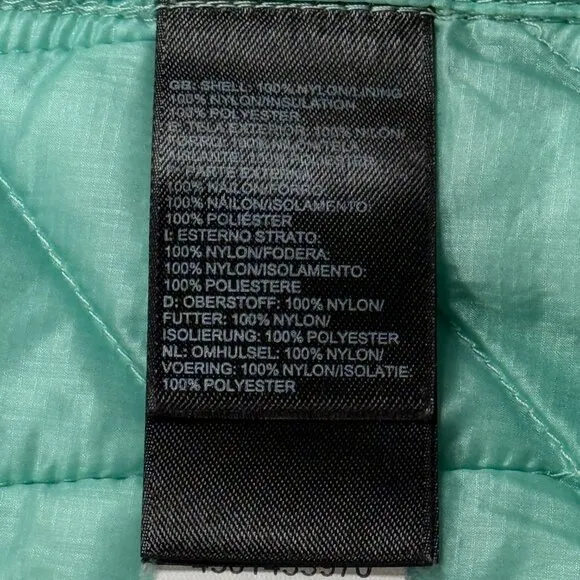 GB: SHELL: 100% NYLON/LINING
100% NYLON/INSULATION
100% POLYESTER
E: TELA EXTERIOR: 100% NYLON/
FORRO: 100% NYLON/TELA
AISLANTE: 100% POLIESTER
P: PARTE EXTERNA:
100% NAILON/FORRO:
100% NAILON/ISOLAMENTO:
100% POLIÉSTER
I: ESTERNO STRATO:
100% NYLON/FODERA:
100% NYLON/ISOLAMENTO:
100% POLIESTERE
D: OBERSTOFF: 100% NYLON/
FUTTER: 100% NYLON/
ISOLIERUNG: 100% POLYESTER
NL: OMHULSEL: 100% NYLON/
VOERING: 100% NYLON/ISOLATIE:
100% POLYESTER